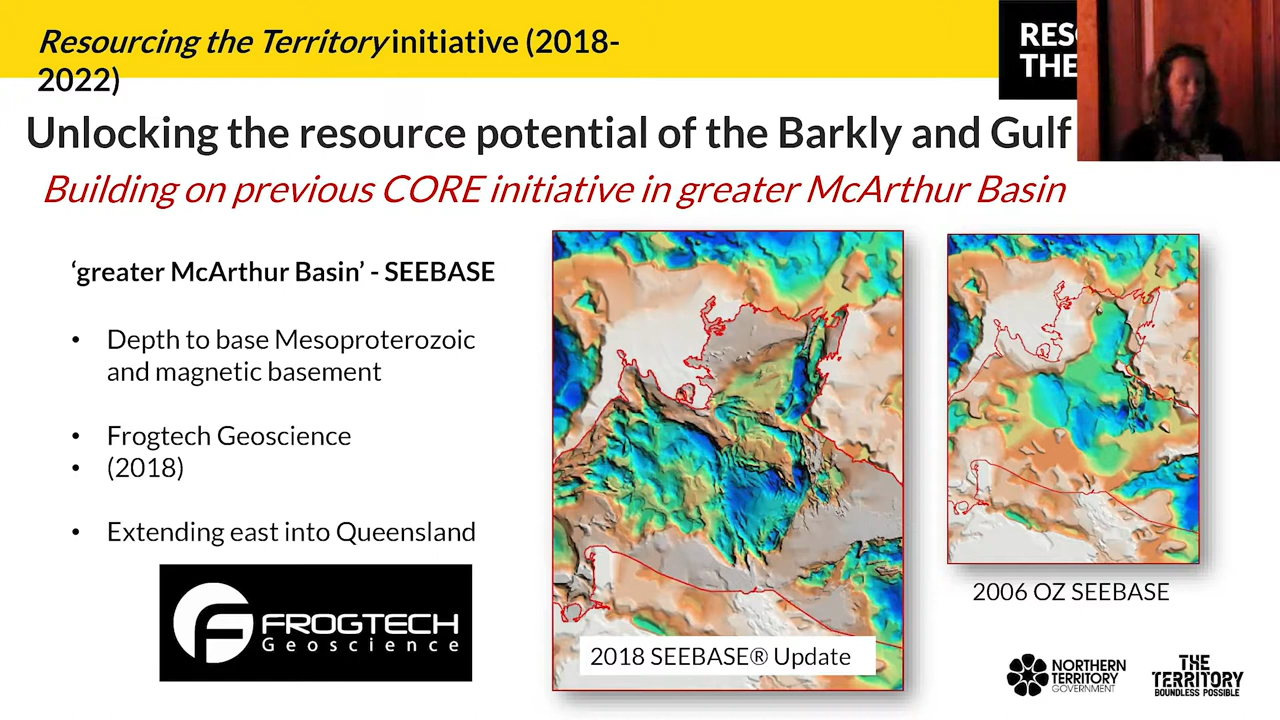 Resourcing the Territory initiative (2018-
2022)
RES
THE
Unlocking the resource potential of the Barkly and Gulf
Building on previous CORE initiative in greater McArthur Basin
‘greater McArthur Basin’ - SEEBASE
• Depth to base Mesoproterozoic
and magnetic basement
• Frogtech Geoscience
• (2018)
• Extending east into Queensland
FROGTECH
Geoscience
2018 SEEBASE® Update
2006 OZ SEEBASE
NORTHERN
TERRITORY
GOVERNMENT
THE
TERRITORY
BOUNDLESS POSSIBLE